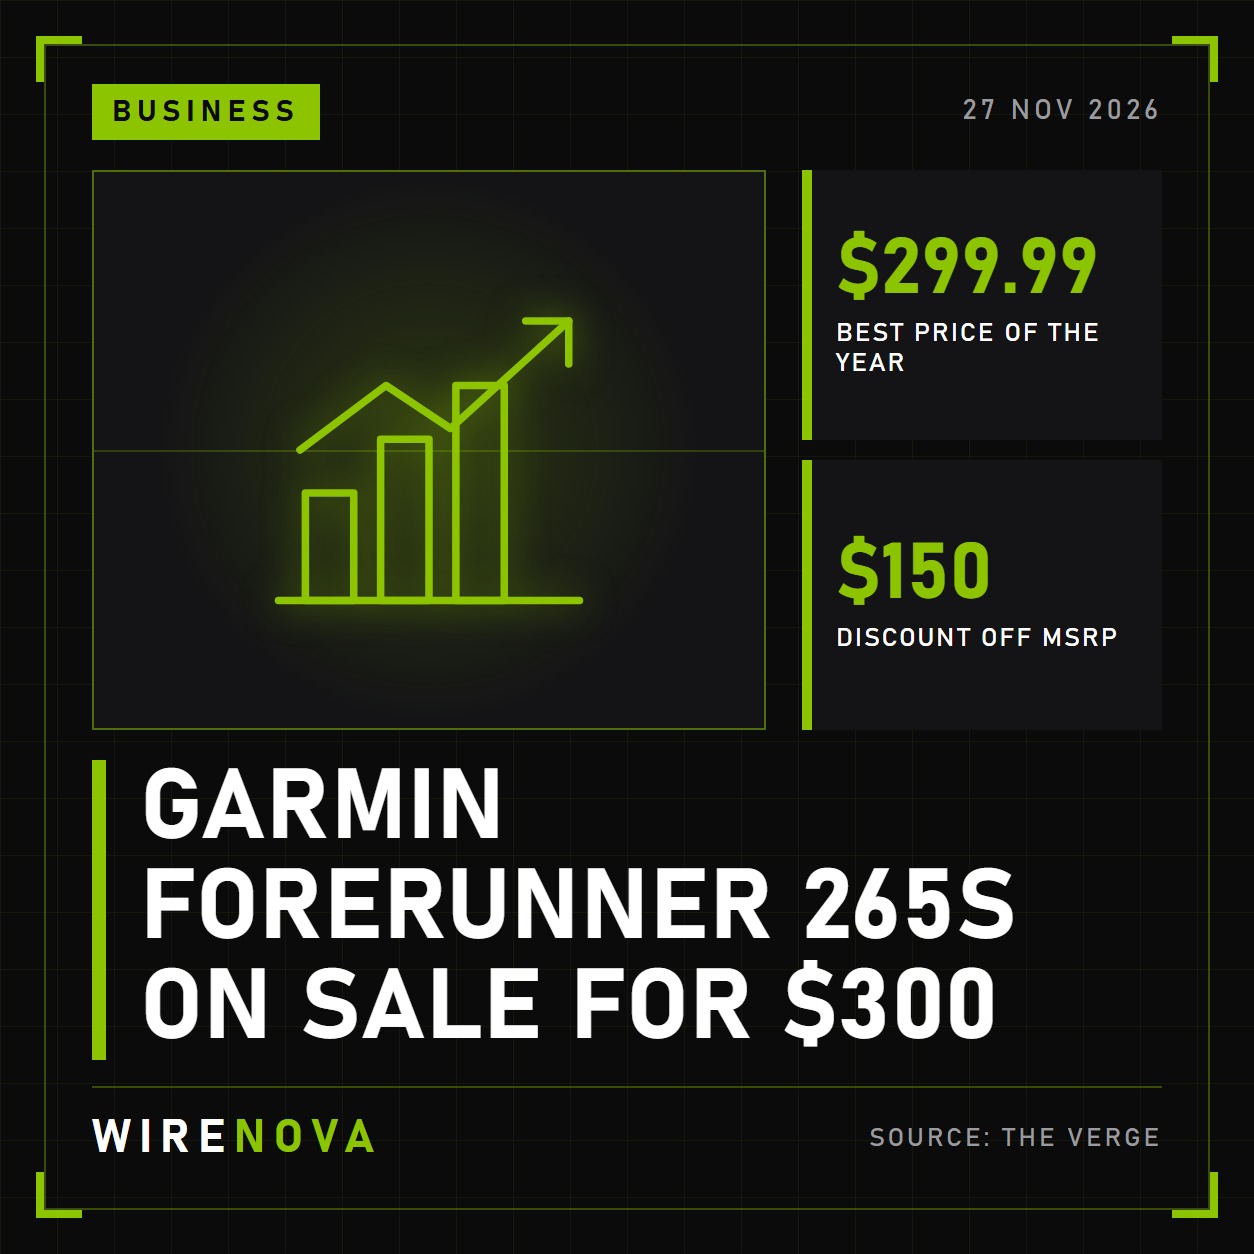 BUSINESS
27 NOV 2026
$299.99
BEST PRICE OF THE
YEAR
$150
DISCOUNT OFF MSRP
GARMIN
FORERUNNER 265S
ON SALE FOR $300
WIRENOVA
SOURCE: THE VERGE